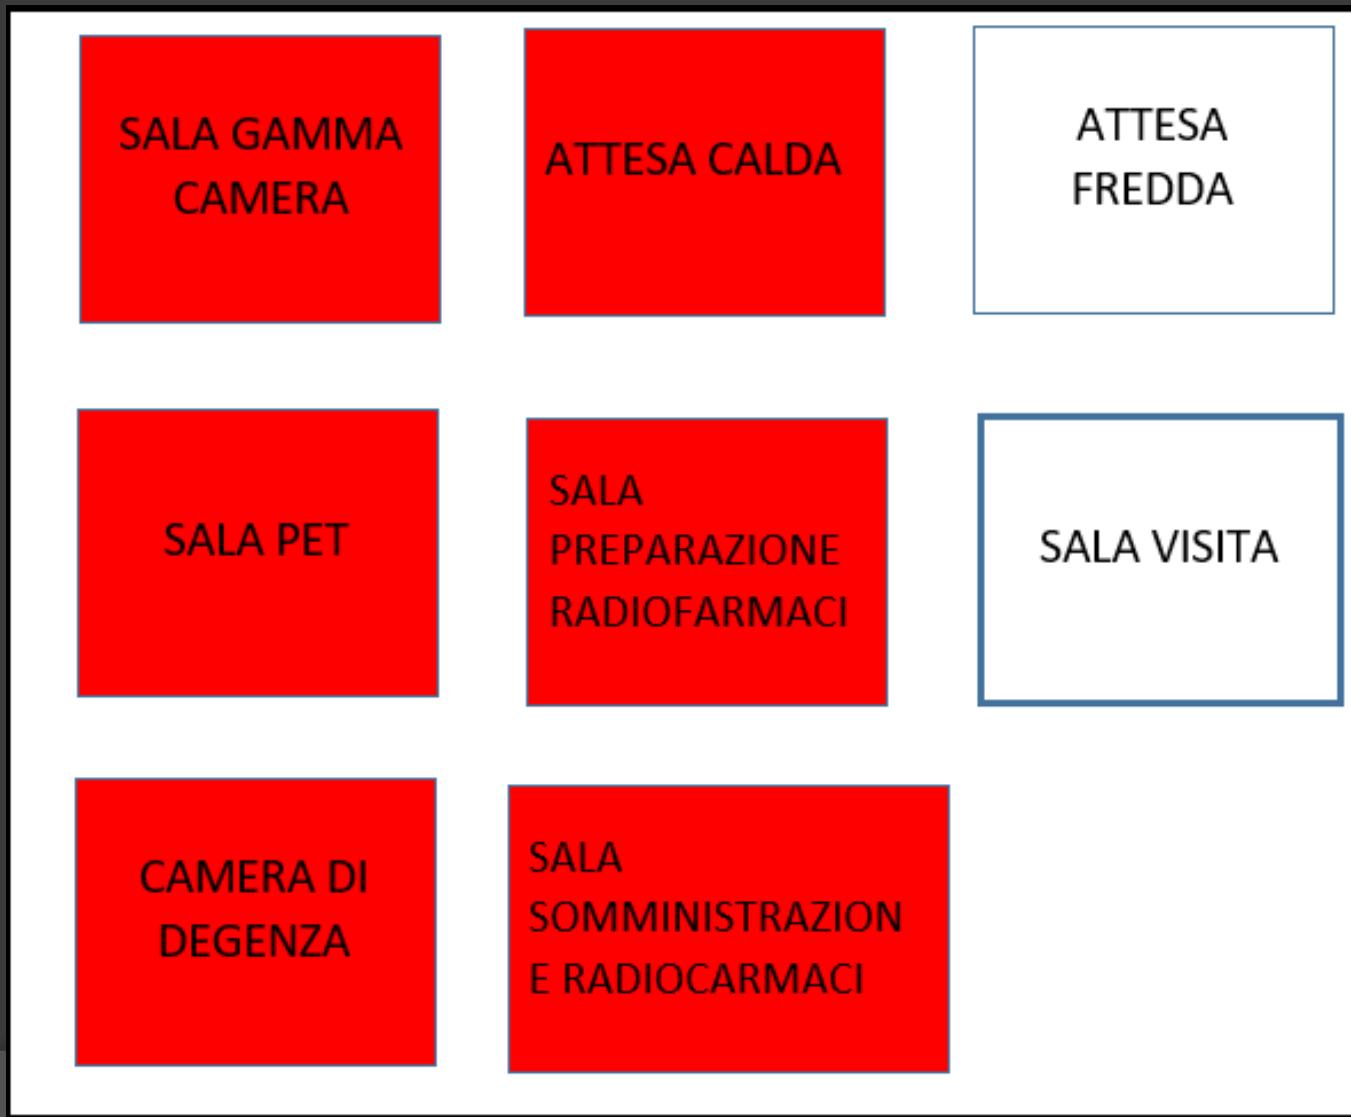 SALA GAMMA
CAMERA
ATTESA CALDA
ATTESA
FREDDA
SALA PET
SALA
PREPARAZIONE
RADIOFARMACI
SALA VISITA
CAMERA DI
DEGENZA
SALA
SOMMINISTRAZION
E RADIOCARMACI